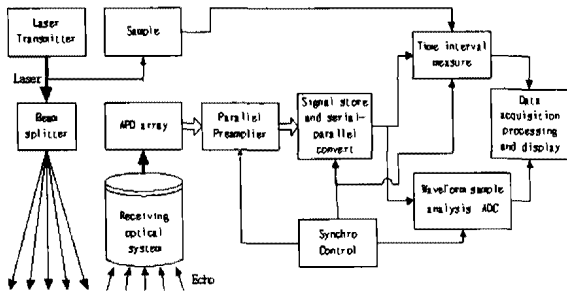 Laser
Transmitter
Sample
Time interval
measure
Laser
Beam
splitter
APD array
Parallel
Preamplier
Signal store
and serial-
parallel
convert
Data
acquisition
processing
and display
Receiving
optical
system
Waveform sample
analysis ADC
Synchro
Control
Echo